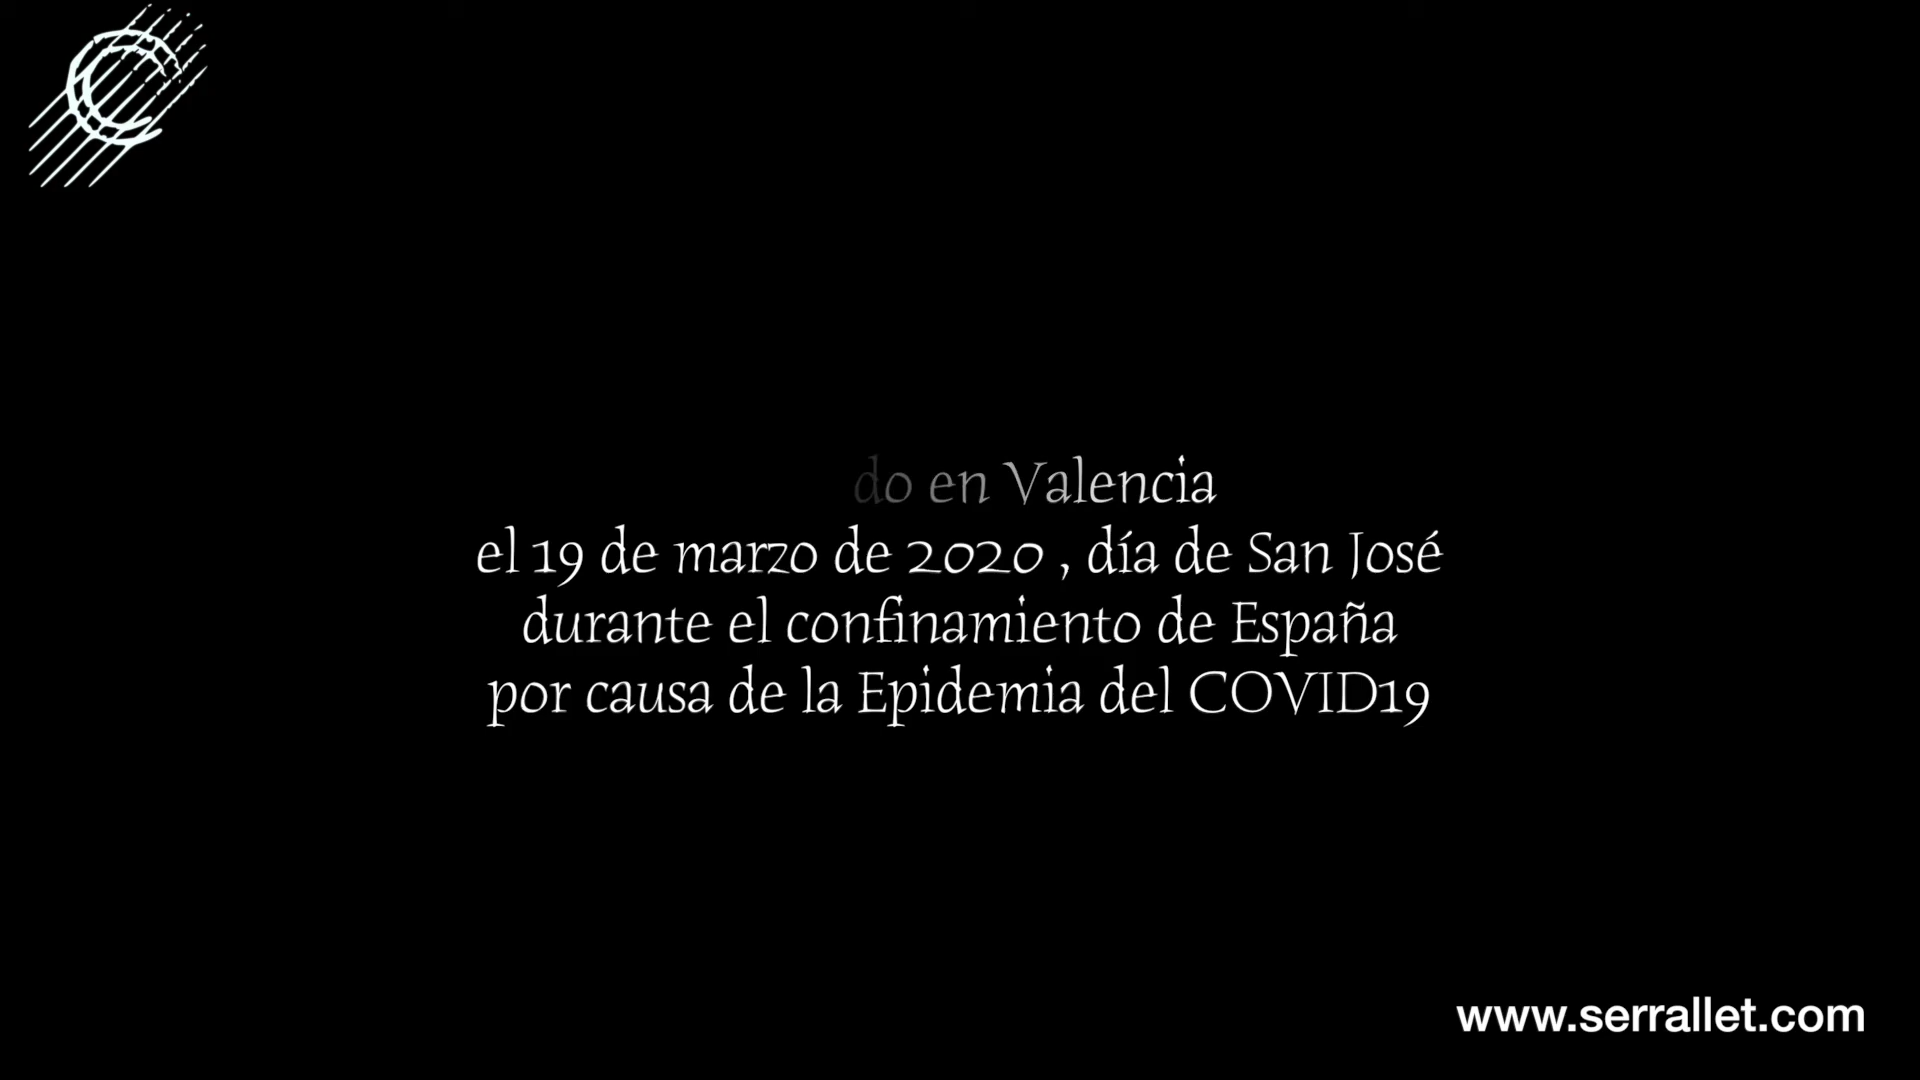 do en Valencia
el 19 de marzo de 2020 , día de San José
durante el confinamiento de España
por causa de la Epidemia del COVID19
www.serrallet.com